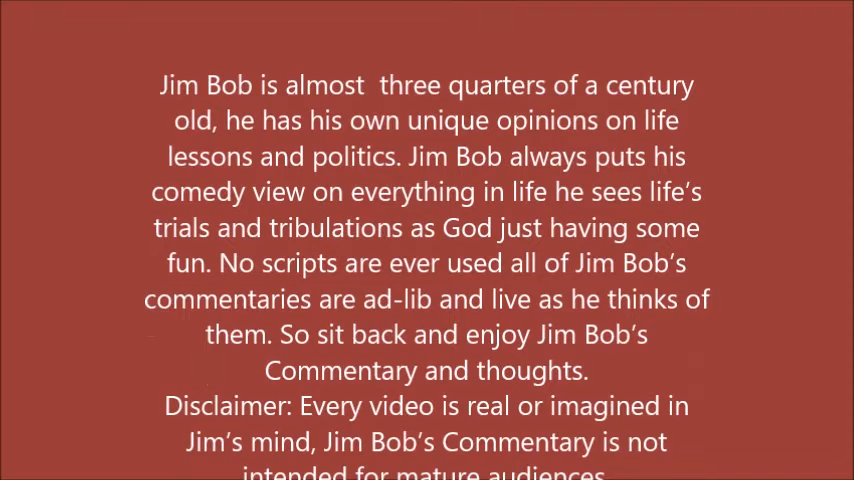 Jim Bob is almost  three quarters of a century
old, he has his own unique opinions on life
lessons and politics. Jim Bob always puts his
comedy view on everything in life he sees life’s
trials and tribulations as God just having some
fun. No scripts are ever used all of Jim Bob’s
commentaries are ad-lib and live as he thinks of
them. So sit back and enjoy Jim Bob’s
Commentary and thoughts.
Disclaimer: Every video is real or imagined in
Jim’s mind, Jim Bob’s Commentary is not
intended for mature audiences